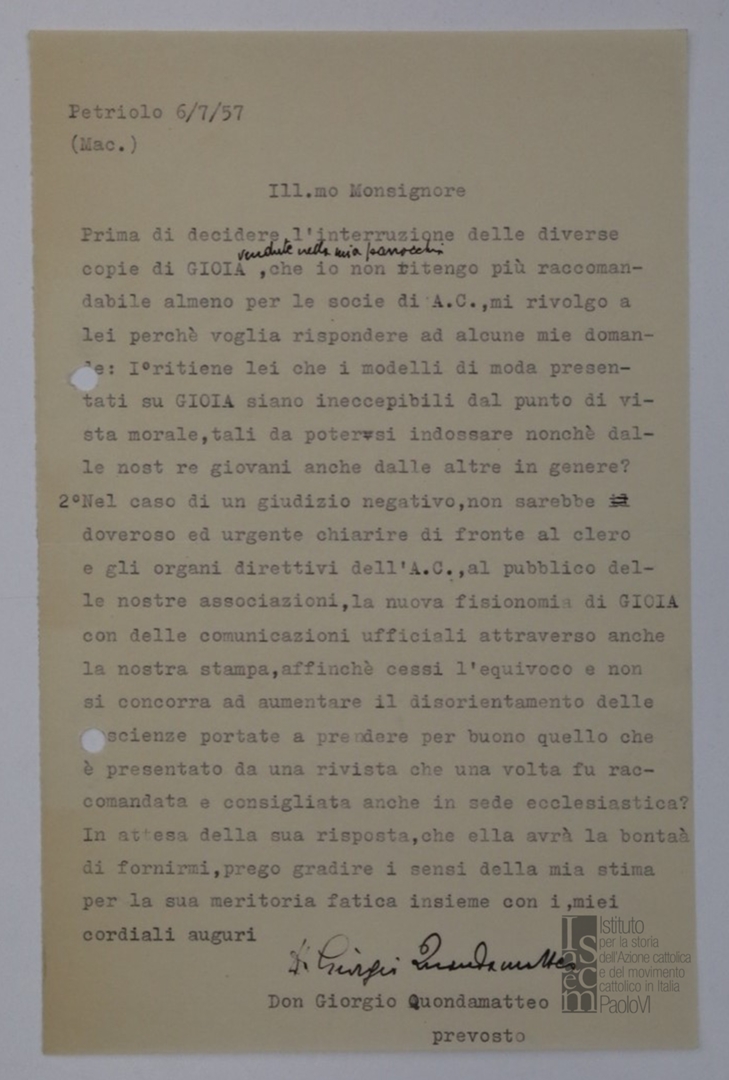 Petriolo 6/7/57
(Mac.)
Ill.mo Monsignore
Prima di decidere l'interruzione delle diverse
vendute nella mia parrocchia
copie di GIOIA ,che io non ritengo più raccoman-
dabile almeno per le socie di A.C.,mi rivolgo a
lei perchè voglia rispondere ad alcune mie doman-
de: I°ritiene lei che i modelli di moda presen-
tati su GIOIA siano ineccepibili dal punto di vi-
sta morale,tali da potersi indossare nonchè dal-
le nost re giovani anche dalle altre in genere?
2°Nel caso di un giudizio negativo,non sarebbe
doveroso ed urgente chiarire di fronte al clero
e gli organi direttivi dell'A.C.,al pubblico del-
le nostre associazioni,la nuova fisionomia di GIOIA
con delle comunicazioni ufficiali attraverso anche
la nostra stampa,affinchè cessi l'equivoco e non
si concorra ad aumentare il disorientamento delle
scienze portate a prendere per buono quello che
è presentato da una rivista che una volta fu rac-
comandata e consigliata anche in sede ecclesiastica?
In attesa della sua risposta,che ella avrà la bontaà
di fornirmi,prego gradire i sensi della mia stima
per la sua meritoria fatica insieme con i,miei
cordiali auguri
D. Giorgio Quondamatteo
Don Giorgio Quondamatteo
prevosto
Isacem
Istituto
per la storia
dell'Azione cattolica
e del movimento
cattolico in Italia
PaoloVI